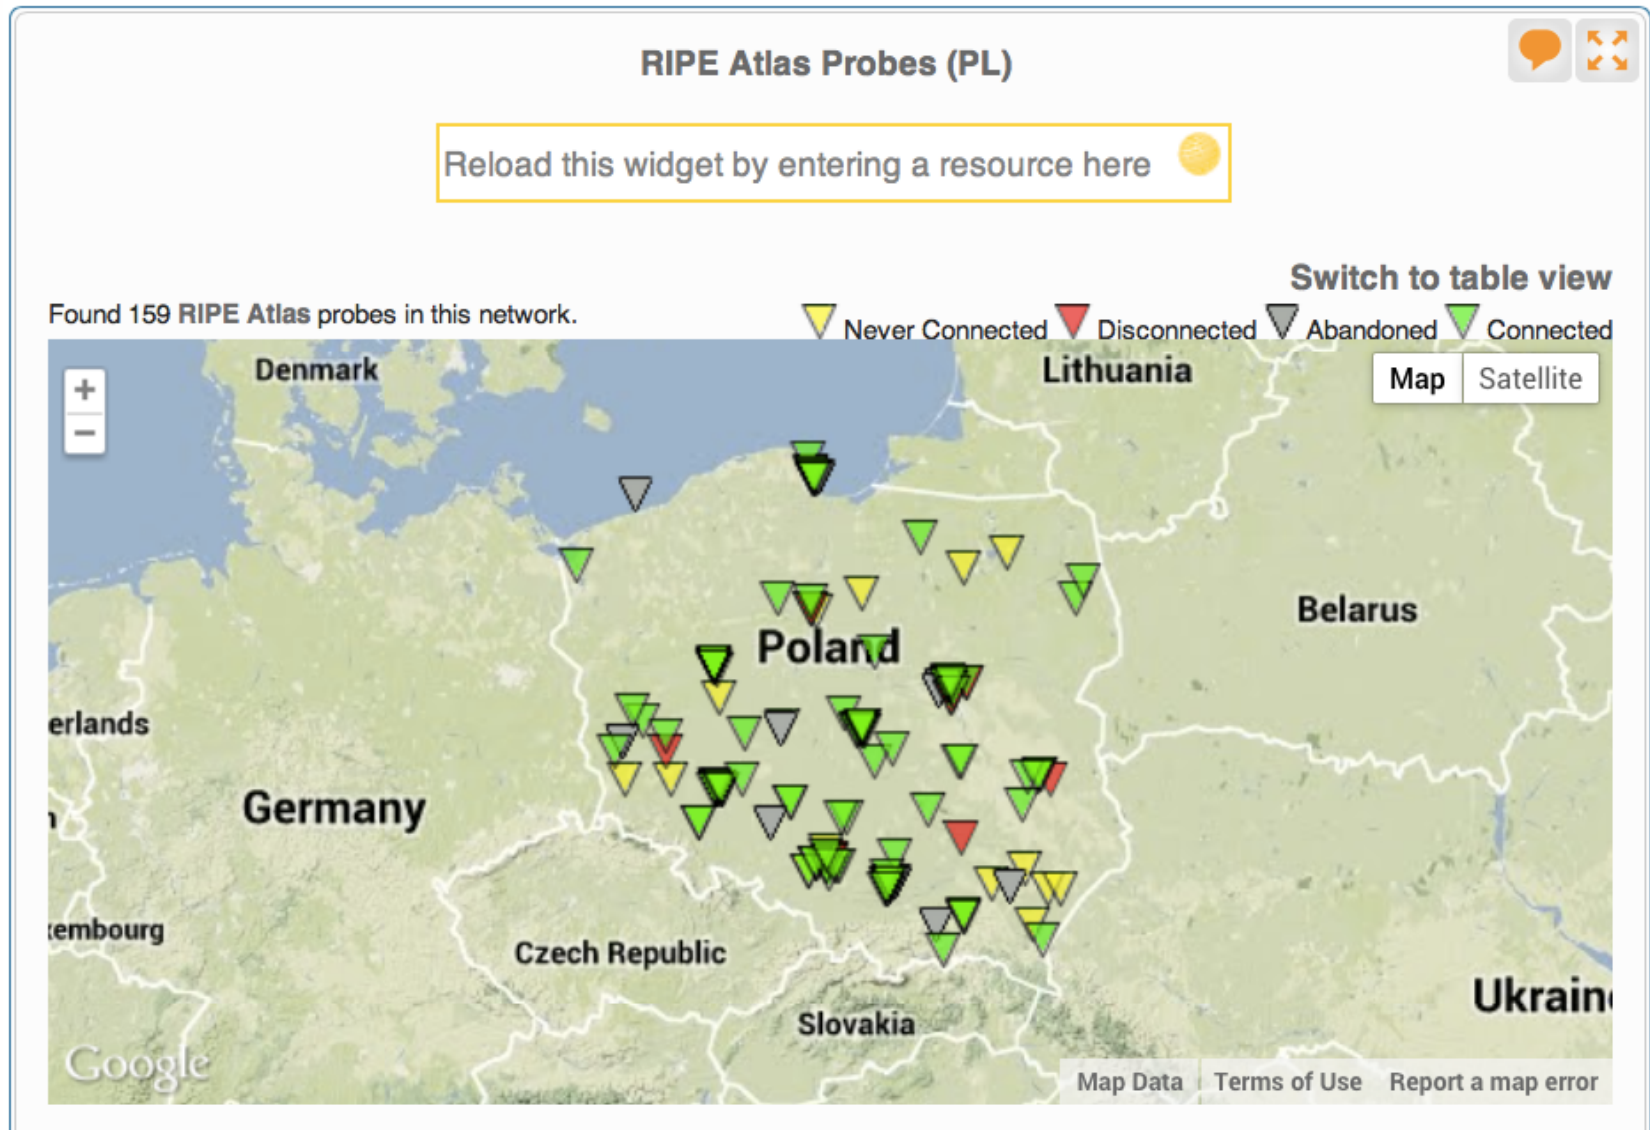 RIPE Atlas Probes (PL)
Reload this widget by entering a resource here
Switch to table view
Found 159 RIPE Atlas probes in this network.
Never Connected Disconnected Abandoned Connected
Denmark
Lithuania
Map Satellite
+
−
Belarus
Poland
erlands
Germany
xembourg
Czech Republic
Ukrain
Slovakia
Google
Map Data Terms of Use Report a map error